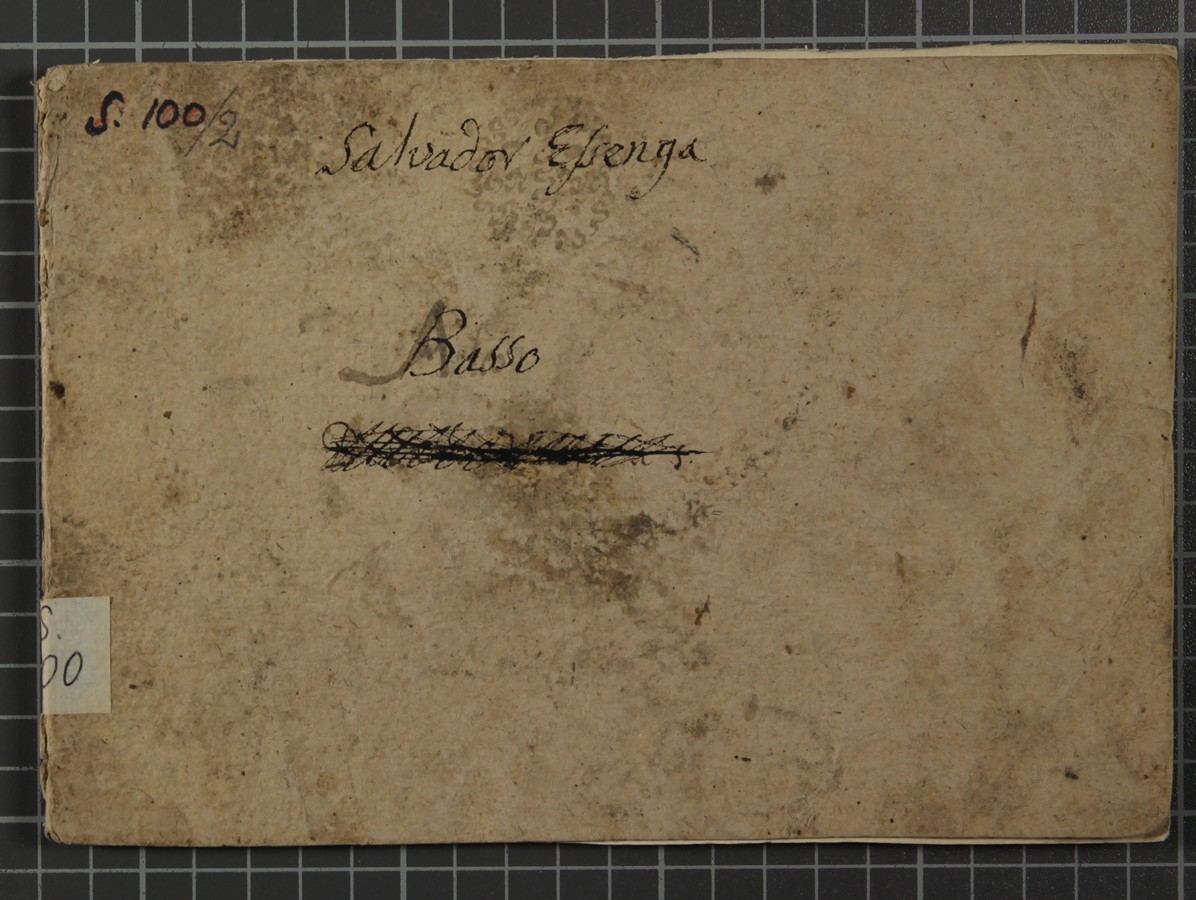 S. 100/2
Salvador Essenga
Basso
S.
00